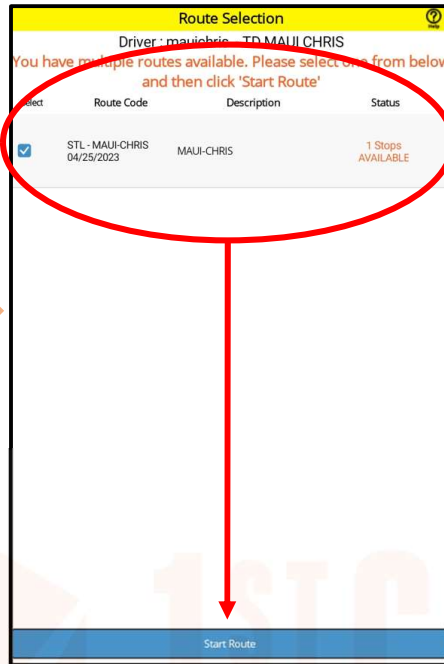 Route Selection
Help
Driver : mauichris - TD MAUI CHRIS
You have multiple routes available. Please select one from below
and then click 'Start Route'
Select Route Code Description Status
STL - MAUI-CHRIS MAUI-CHRIS 1 Stops
04/25/2023 AVAILABLE
1ST C
Start Route